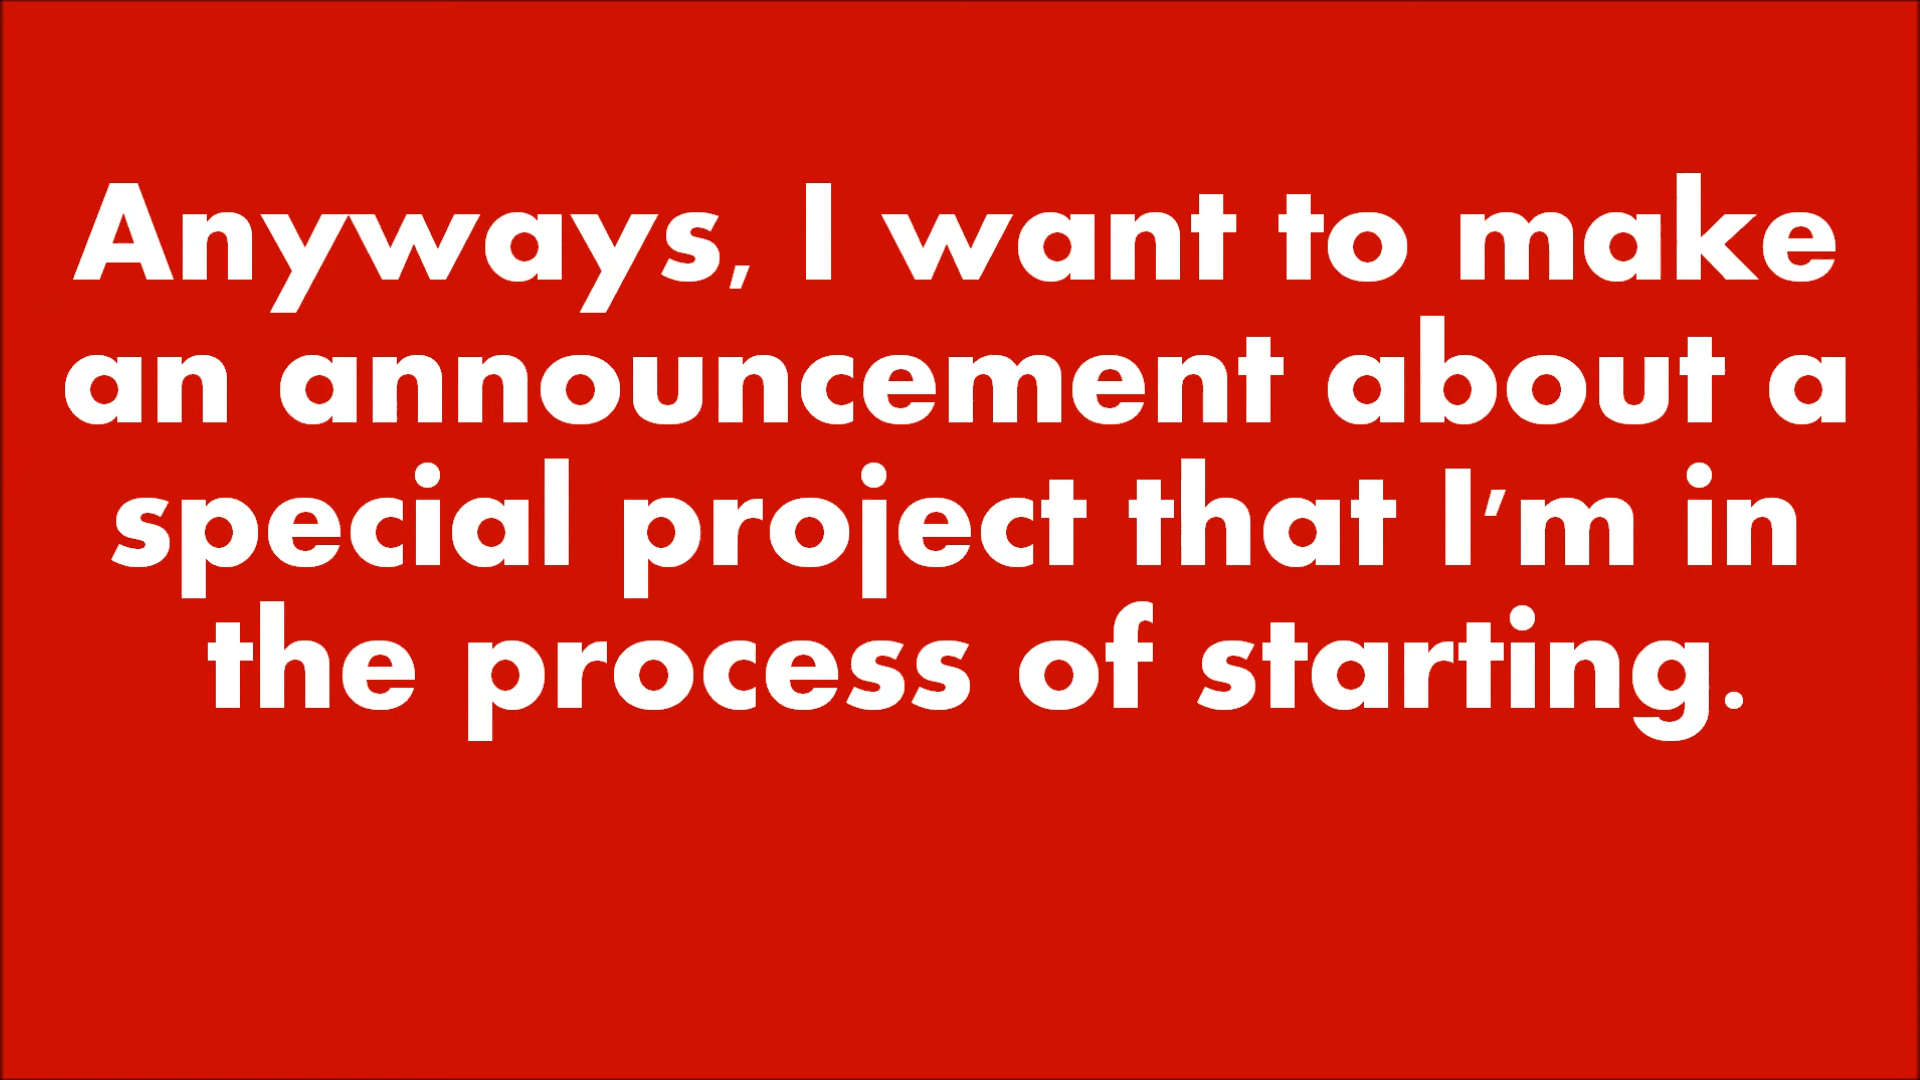 Anyways, I want to make
an announcement about a
special project that I'm in
the process of starting.